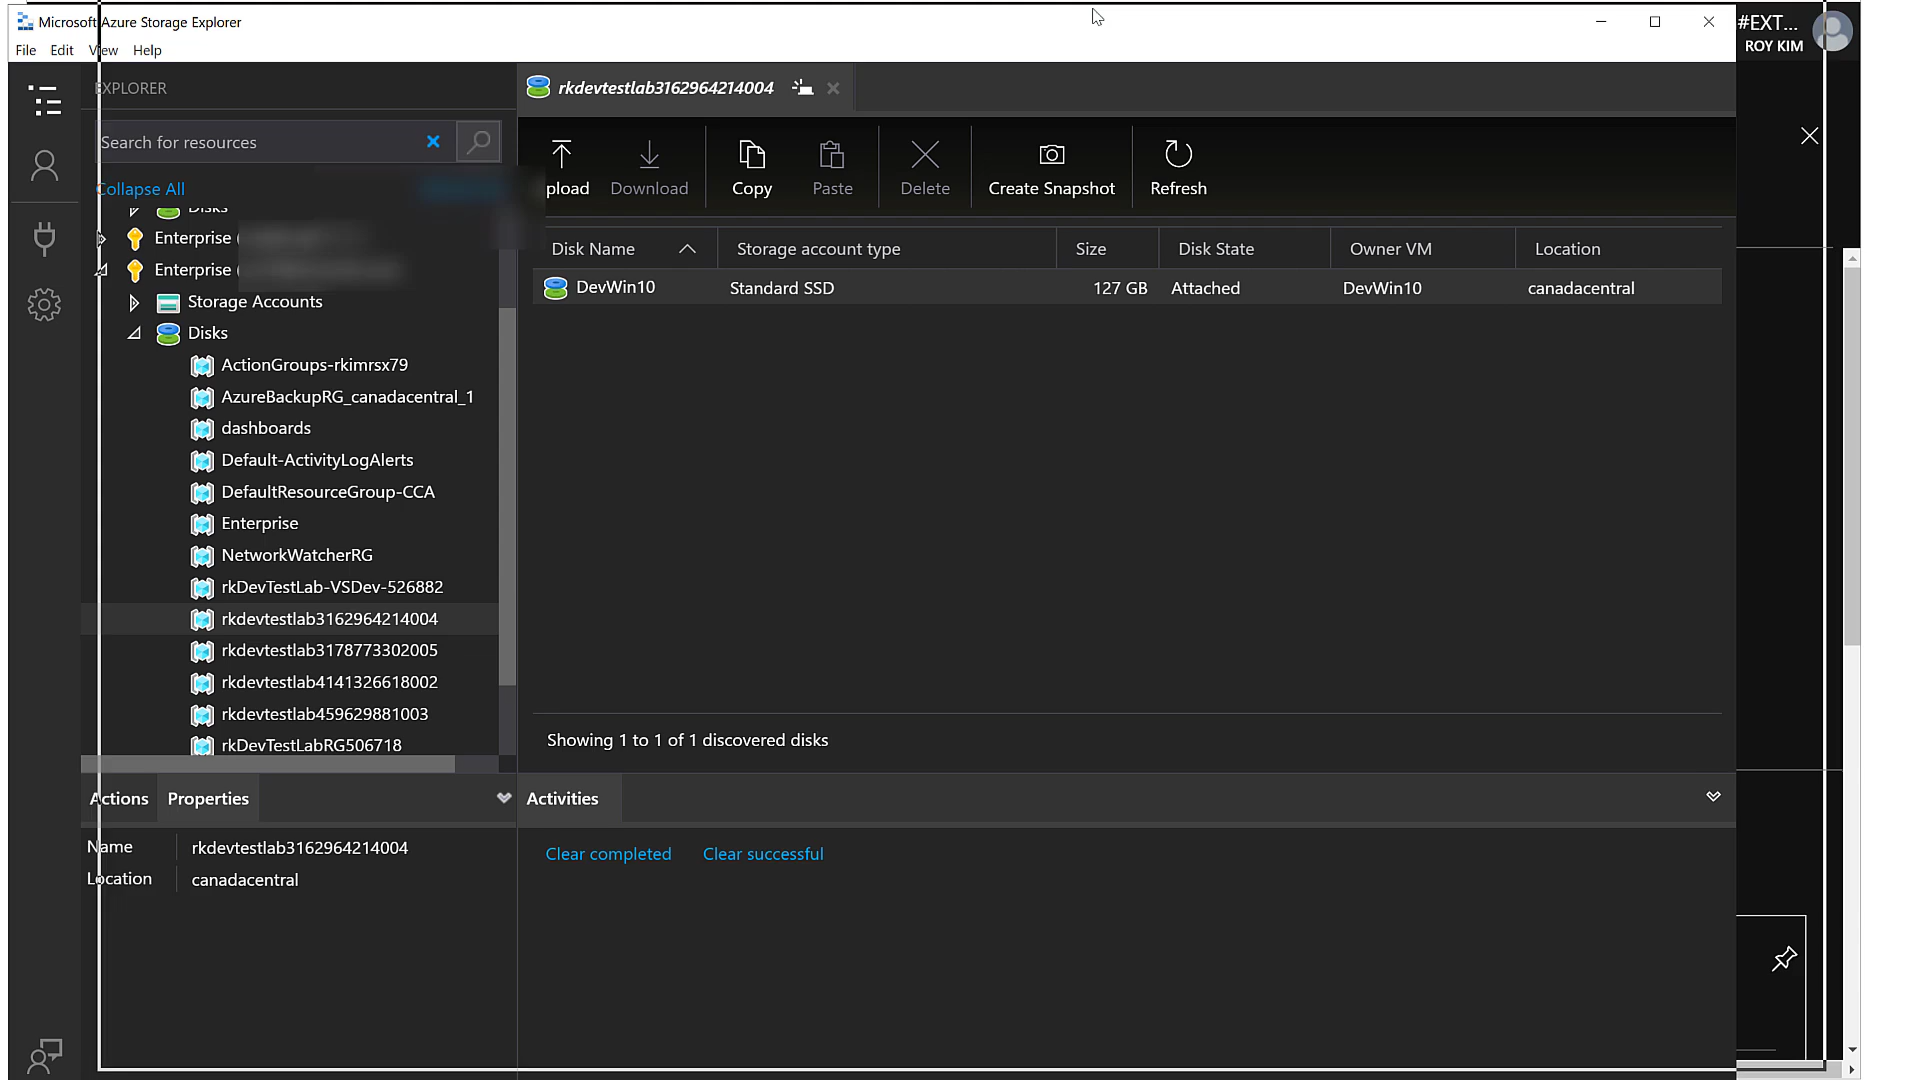 Microsoft Azure Storage Explorer
File Edit View Help
#EXT...
ROY KIM
EXPLORER
Search for resources
Collapse All
Disks
Enterprise (
Enterprise (
Storage Accounts
Disks
ActionGroups-rkimrsx79
AzureBackupRG_canadacentral_1
dashboards
Default-ActivityLogAlerts
DefaultResourceGroup-CCA
Enterprise
NetworkWatcherRG
rkDevTestLab-VSDev-526882
rkdevtestlab3162964214004
rkdevtestlab3178773302005
rkdevtestlab4141326618002
rkdevtestlab459629881003
rkDevTestLabRG506718
Actions Properties
Name rkdevtestlab3162964214004
Location canadacentral
rkdevtestlab3162964214004
pload Download Copy Paste Delete Create Snapshot Refresh
Disk Name Storage account type Size Disk State Owner VM Location
DevWin10 Standard SSD 127 GB Attached DevWin10 canadacentral
Showing 1 to 1 of 1 discovered disks
Activities
Clear completed Clear successful